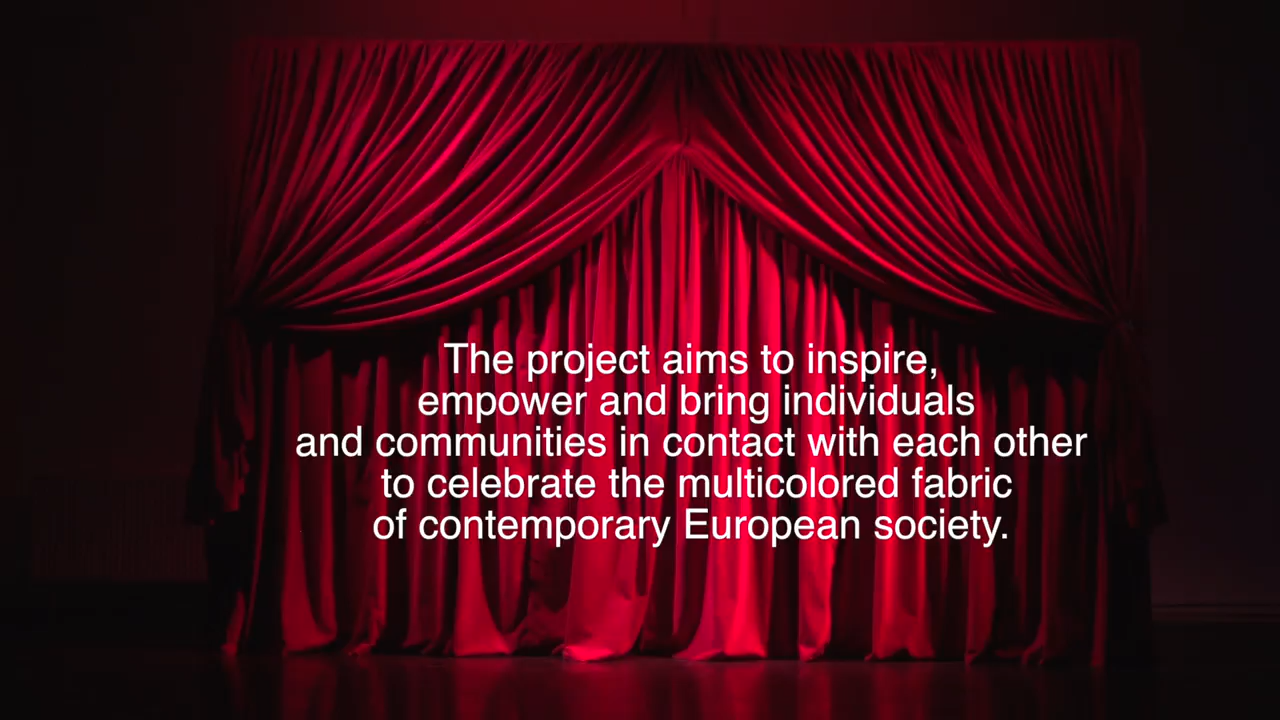 The project aims to inspire,
empower and bring individuals
and communities in contact with each other
to celebrate the multicolored fabric
of contemporary European society.